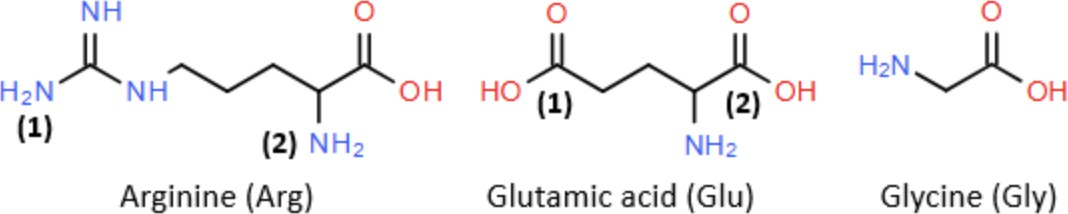 NH O O O O
H₂N NH OH HO OH H₂N OH
(1) (1) (2)
(2) NH₂ NH₂
Arginine (Arg) Glutamic acid (Glu) Glycine (Gly)